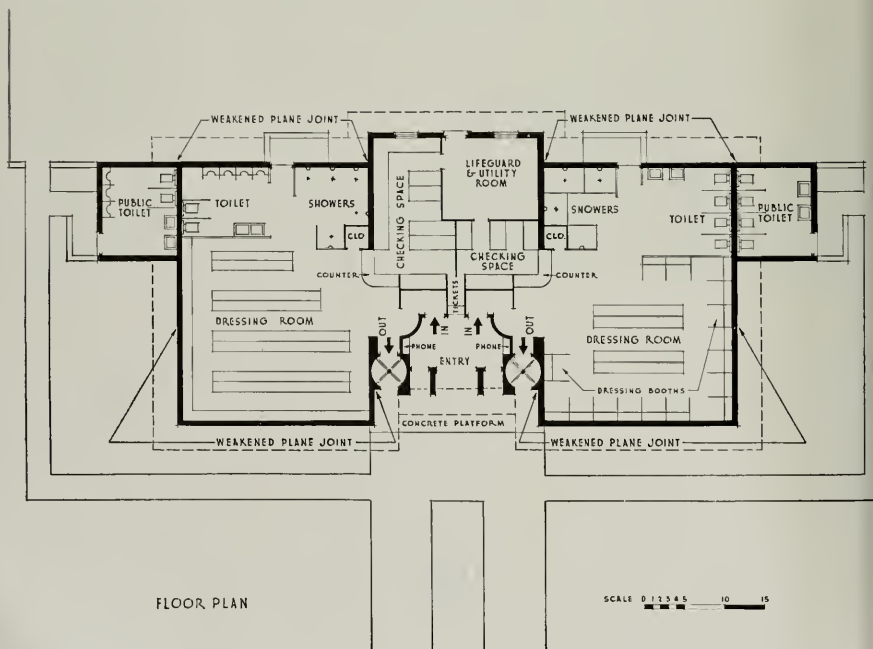 WEAKENED PLANE JOINT
WEAKENED PLANE JOINT
LIFEGUARD
& UTILITY
ROOM
PUBLIC
TOILET
TOILET
SHOWERS
CHECKING SPACE
SHOWERS
TOILET
PUBLIC
TOILET
CLO.
CLO.
CHECKING
SPACE
COUNTER
COUNTER
TICKETS
DRESSING ROOM
OUT
IN
IN
OUT
DRESSING ROOM
PHONE
PHONE
ENTRY
DRESSING BOOTHS
CONCRETE PLATFORM
WEAKENED PLANE JOINT
WEAKENED PLANE JOINT
FLOOR PLAN
SCALE 0 1 2 3 4 5 10 15